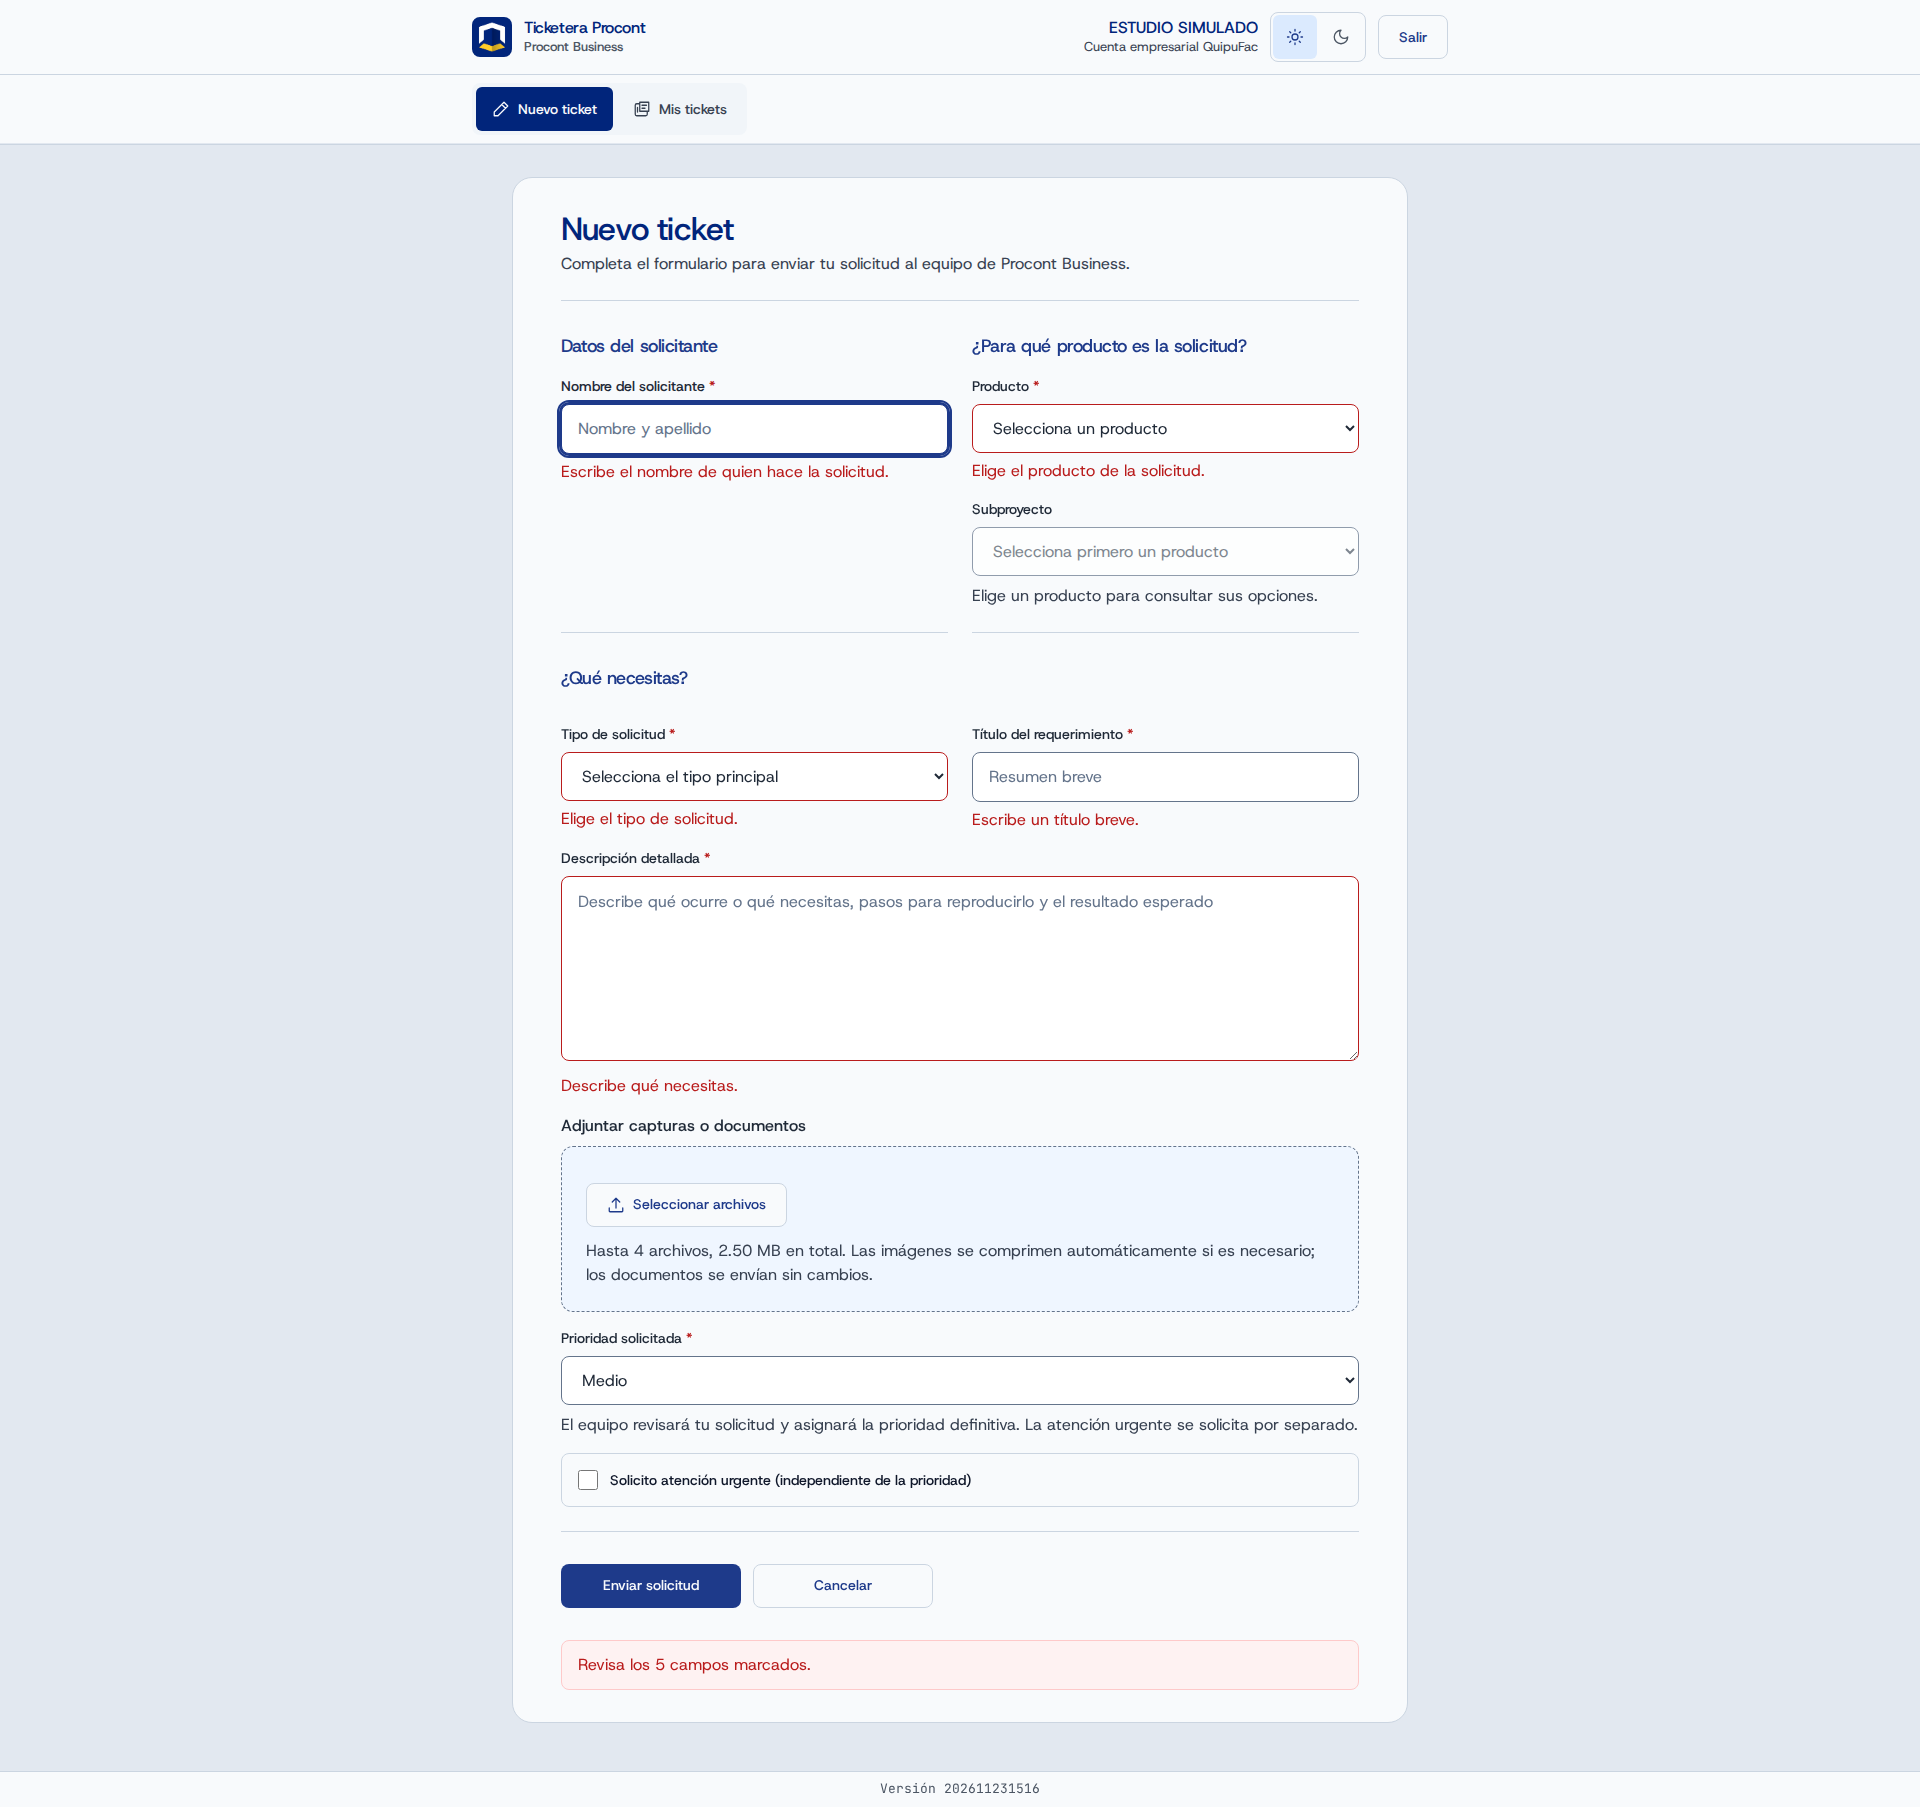 Ticketera Procont
Procont Business
ESTUDIO SIMULADO
Cuenta empresarial QuipuFac
Salir
Nuevo ticket
Mis tickets
Nuevo ticket
Completa el formulario para enviar tu solicitud al equipo de Procont Business.
Datos del solicitante
Nombre del solicitante *
Nombre y apellido
Escribe el nombre de quien hace la solicitud.
¿Para qué producto es la solicitud?
Producto *
Selecciona un producto
Elige el producto de la solicitud.
Subproyecto
Selecciona primero un producto
Elige un producto para consultar sus opciones.
¿Qué necesitas?
Tipo de solicitud *
Selecciona el tipo principal
Elige el tipo de solicitud.
Título del requerimiento *
Resumen breve
Escribe un título breve.
Descripción detallada *
Describe qué ocurre o qué necesitas, pasos para reproducirlo y el resultado esperado
Describe qué necesitas.
Adjuntar capturas o documentos
Seleccionar archivos
Hasta 4 archivos, 2.50 MB en total. Las imágenes se comprimen automáticamente si es necesario;
los documentos se envían sin cambios.
Prioridad solicitada *
Medio
El equipo revisará tu solicitud y asignará la prioridad definitiva. La atención urgente se solicita por separado.
Solicito atención urgente (independiente de la prioridad)
Enviar solicitud
Cancelar
Revisa los 5 campos marcados.
Versión 202611231516